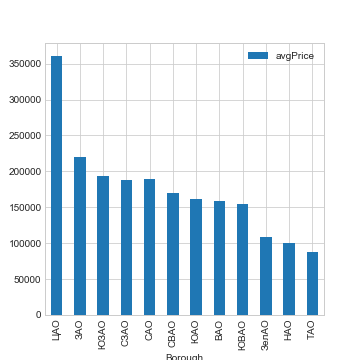 avgPrice
350000
300000
250000
200000
150000
100000
50000
0
ЦАО
ЗАО
ЮЗАО
СЗАО
САО
СВАО
ЮАО
ВАО
ЮВАО
ЗелАО
НАО
ТАО
Borough